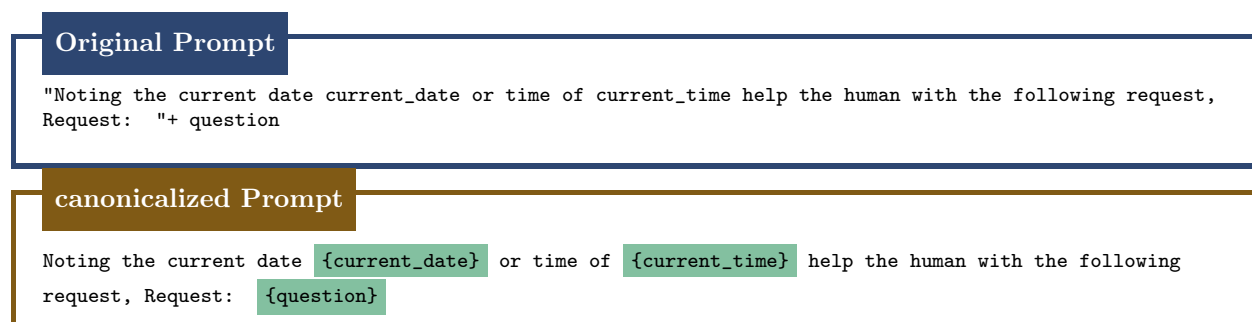 Original Prompt
"Noting the current date current_date or time of current_time help the human with the following request,
Request:  "+ question
canonicalized Prompt
Noting the current date {current_date} or time of {current_time} help the human with the following
request, Request:  {question}